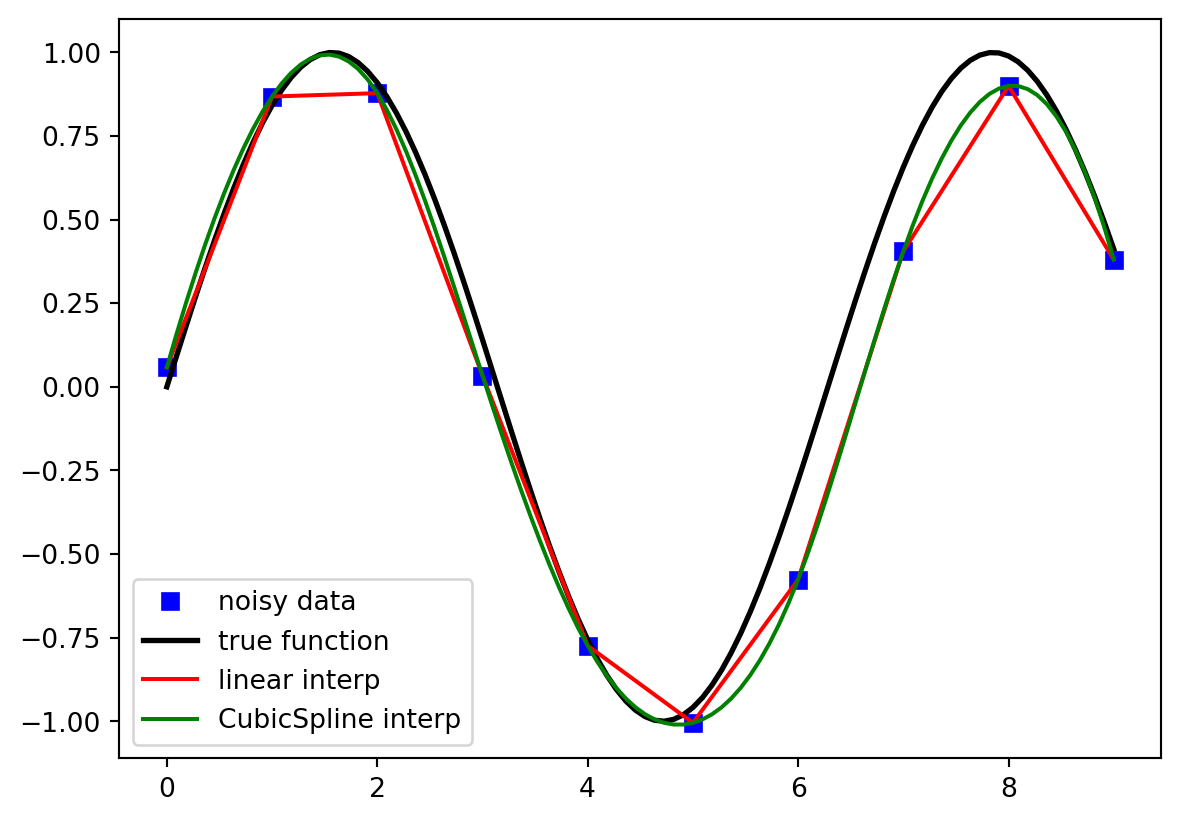 1.00
0.75
0.50
0.25
0.00
−0.25
−0.50
−0.75
−1.00
noisy data
true function
linear interp
CubicSpline interp
0 2 4 6 8